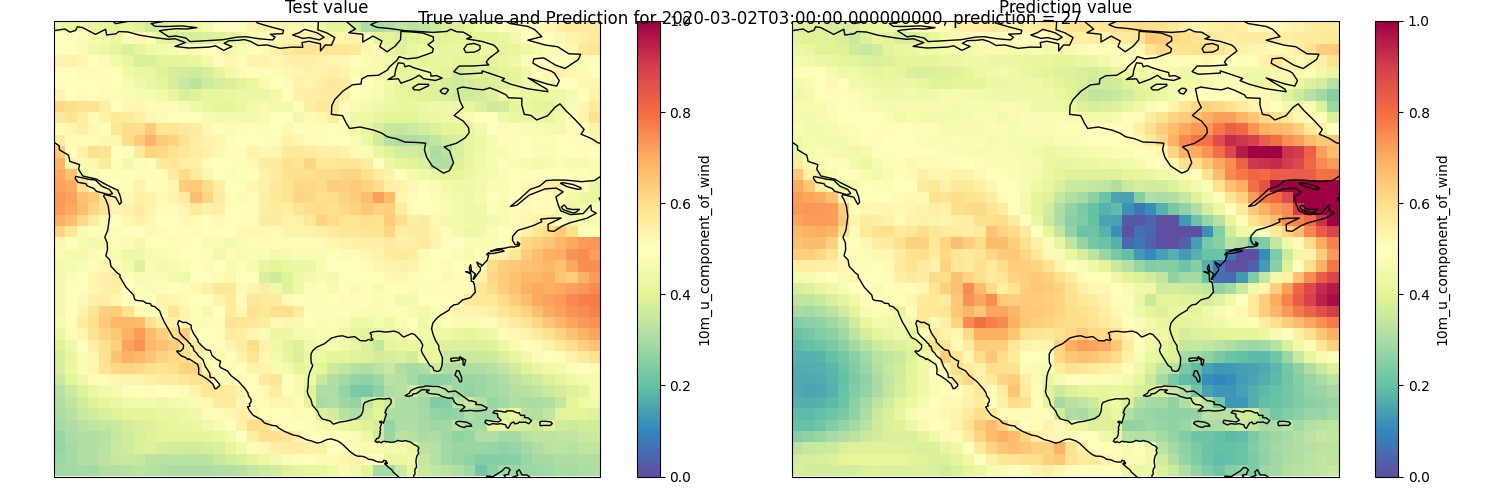 Test value
True value and Prediction for 2020-03-02T03:00:00.000000000, prediction = 27
Prediction value
1.0
0.8
0.6
0.4
0.2
0.0
10m_u_component_of_wind
1.0
0.8
0.6
0.4
0.2
0.0
10m_u_component_of_wind